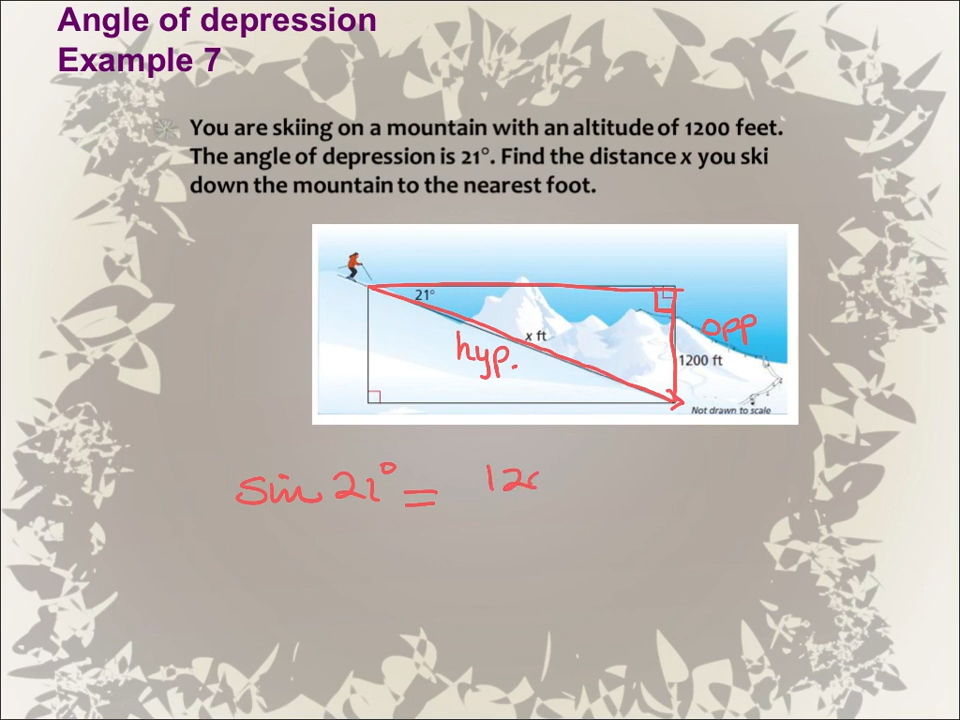 Angle of depression
Example 7
You are skiing on a mountain with an altitude of 1200 feet.
The angle of depression is 21°. Find the distance x you ski
down the mountain to the nearest foot.
21°
opp
x ft
hyp.
1200 ft
Not drawn to scale
sin 21° = 120